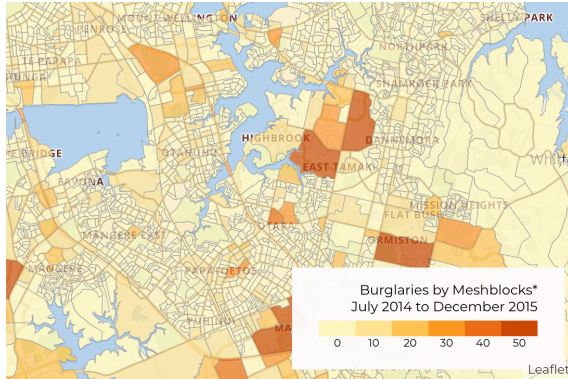 MOUNT WELLINGTON
PARK
PENROSE
NORTHPARK
TE PAPAPA
SHAMROCK PARK
HIGHBROOK
DANNEMORA
OTAHUHU
EAST TAMAKI
FAVONA
MISSION HEIGHTS
FLAT BUSH
OTARA
MANGERE EAST
ORMISTON
MANGERE
PAPATOETOE
PUHINUI
Burglaries by Meshblocks*
July 2014 to December 2015
0 10 20 30 40 50
Leaflet